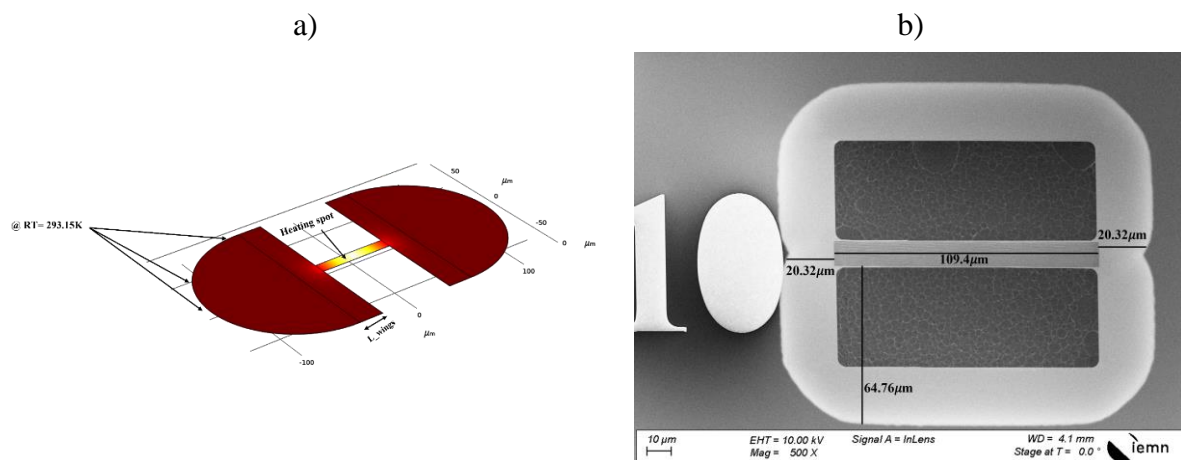 a)
b)
@ RT= 293.15K
Heating spot
50
μm
0
-50
μm
0
100
μm
0
L_wings
-100
10
20.32μm
109.4μm
20.32μm
64.76μm
10 μm
EHT = 10.00 kV
Mag = 500 X
Signal A = InLens
WD = 4.1 mm
Stage at T = 0.0 °
iemn